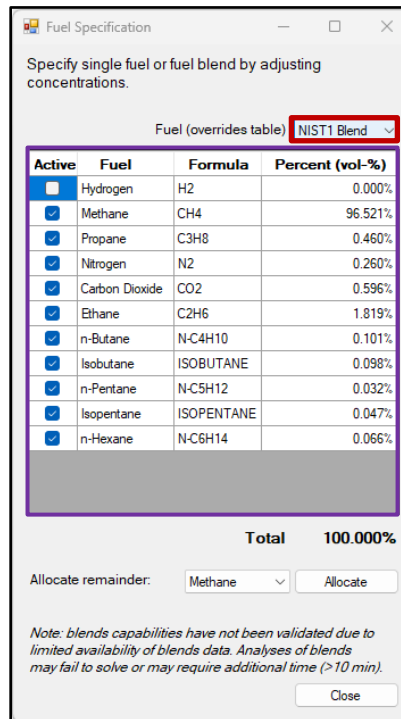 Fuel Specification
Specify single fuel or fuel blend by adjusting
concentrations.
Fuel (overrides table) NIST1 Blend
Active Fuel Formula Percent (vol-%)
Hydrogen H2 0.000%
Methane CH4 96.521%
Propane C3H8 0.460%
Nitrogen N2 0.260%
Carbon Dioxide CO2 0.596%
Ethane C2H6 1.819%
n-Butane N-C4H10 0.101%
Isobutane ISOBUTANE 0.098%
n-Pentane N-C5H12 0.032%
Isopentane ISOPENTANE 0.047%
n-Hexane N-C6H14 0.066%
Total 100.000%
Allocate remainder: Methane Allocate
Note: blends capabilities have not been validated due to
limited availability of blends data. Analyses of blends
may fail to solve or may require additional time (>10 min).
Close